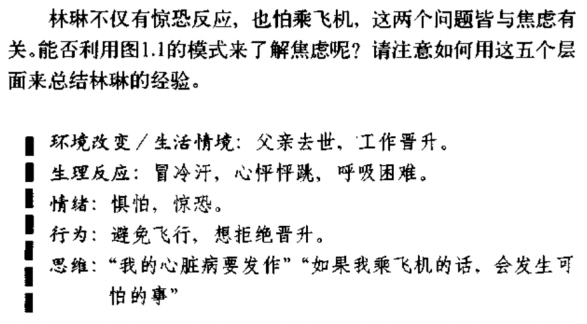 林琳不仅有惊恐反应，也怕乘飞机，这两个问题皆与焦虑有
关。能否利用图1.1的模式来了解焦虑呢？请注意如何用这五个层
面来总结林琳的经验。
环境改变／生活情境：父亲去世，工作晋升。
生理反应：冒冷汗，心怦怦跳，呼吸困难。
情绪：惧怕，惊恐。
行为：避免飞行，想拒绝晋升。
思维：“我的心脏病要发作”“如果我乘飞机的话，会发生可
怕的事”